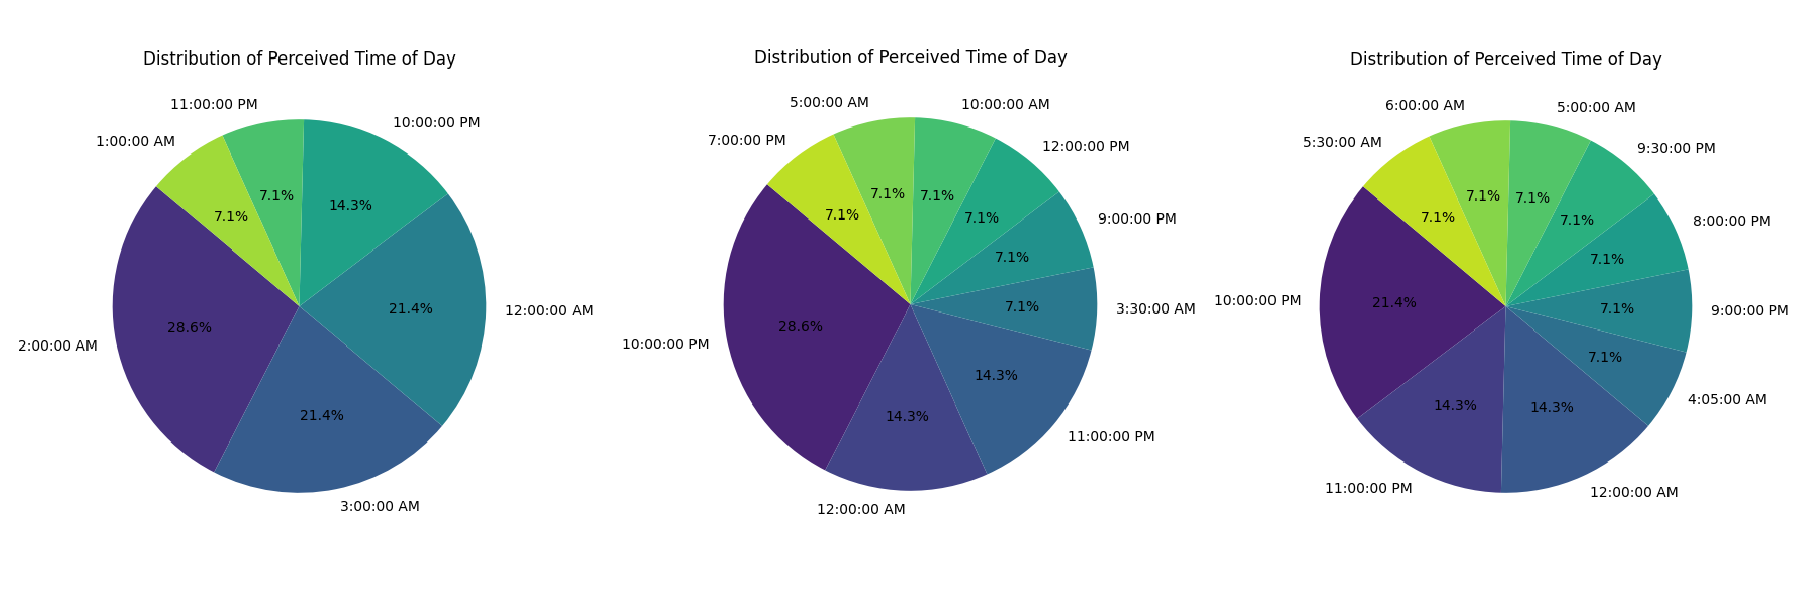 Distribution of Perceived Time of Day
11:00:00 PM
10:00:00 PM
1:00:00 AM
7.1%
14.3%
7.1%
12:00:00 AM
21.4%
28.6%
2:00:00 AM
21.4%
3:00:00 AM
Distribution of Perceived Time of Day
5:00:00 AM
10:00:00 AM
7:00:00 PM
12:00:00 PM
7.1%
7.1%
7.1%
7.1%
9:00:00 PM
7.1%
7.1%
3:30:00 AM
28.6%
10:00:00 PM
14.3%
14.3%
11:00:00 PM
12:00:00 AM
Distribution of Perceived Time of Day
6:00:00 AM
5:00:00 AM
5:30:00 AM
9:30:00 PM
7.1%
7.1%
7.1%
7.1%
8:00:00 PM
7.1%
10:00:00 PM
21.4%
7.1%
9:00:00 PM
7.1%
4:05:00 AM
14.3%
14.3%
11:00:00 PM
12:00:00 AM